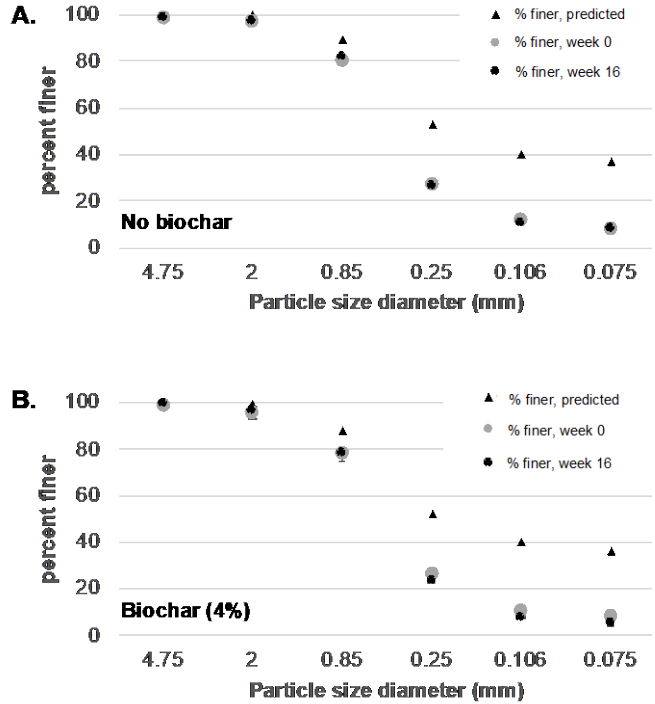 A.
100
80
60
40
20
0
percent finer
% finer, predicted
% finer, week 0
% finer, week 16
No biochar
4.75 2 0.85 0.25 0.106 0.075
Particle size diameter (mm)
B.
100
80
60
40
20
0
percent finer
% finer, predicted
% finer, week 0
% finer, week 16
Biochar (4%)
4.75 2 0.85 0.25 0.106 0.075
Particle size diameter (mm)